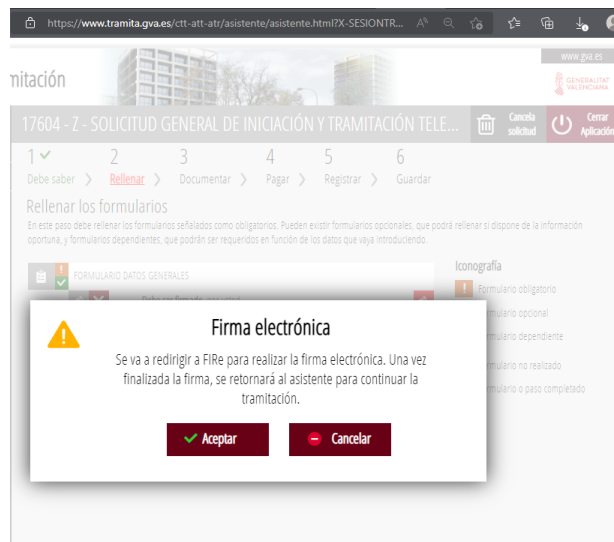 https://www.tramita.gva.es/ctt-att-atr/asistente/asistente.html?X-SESIONTR...
www.gva.es
mitación
GENERALITAT
VALENCIANA
17604 - Z - SOLICITUD GENERAL DE INICIACIÓN Y TRAMITACIÓN TELE...
Cancela
solicitud
Cerrar
Aplicación
1 2 3 4 5 6
Debe saber > Rellenar > Documentar > Pagar > Registrar > Guardar
Rellenar los formularios
En este paso debe rellenar los formularios señalados como obligatorios. Pueden existir formularios opcionales, que podrá rellenar si dispone de la información
oportuna, y formularios dependientes, que podrán ser requeridos en función de los datos que vaya introduciendo.
Iconografía
FORMULARIO DATOS GENERALES
Formulario obligatorio
Formulario opcional
Firma electrónica
Se va a redirigir a FIRe para realizar la firma electrónica. Una vez
finalizada la firma, se retornará al asistente para continuar la
tramitación.
Aceptar
Cancelar
rmulario dependiente
rmulario no realizado
rmulario o paso completado